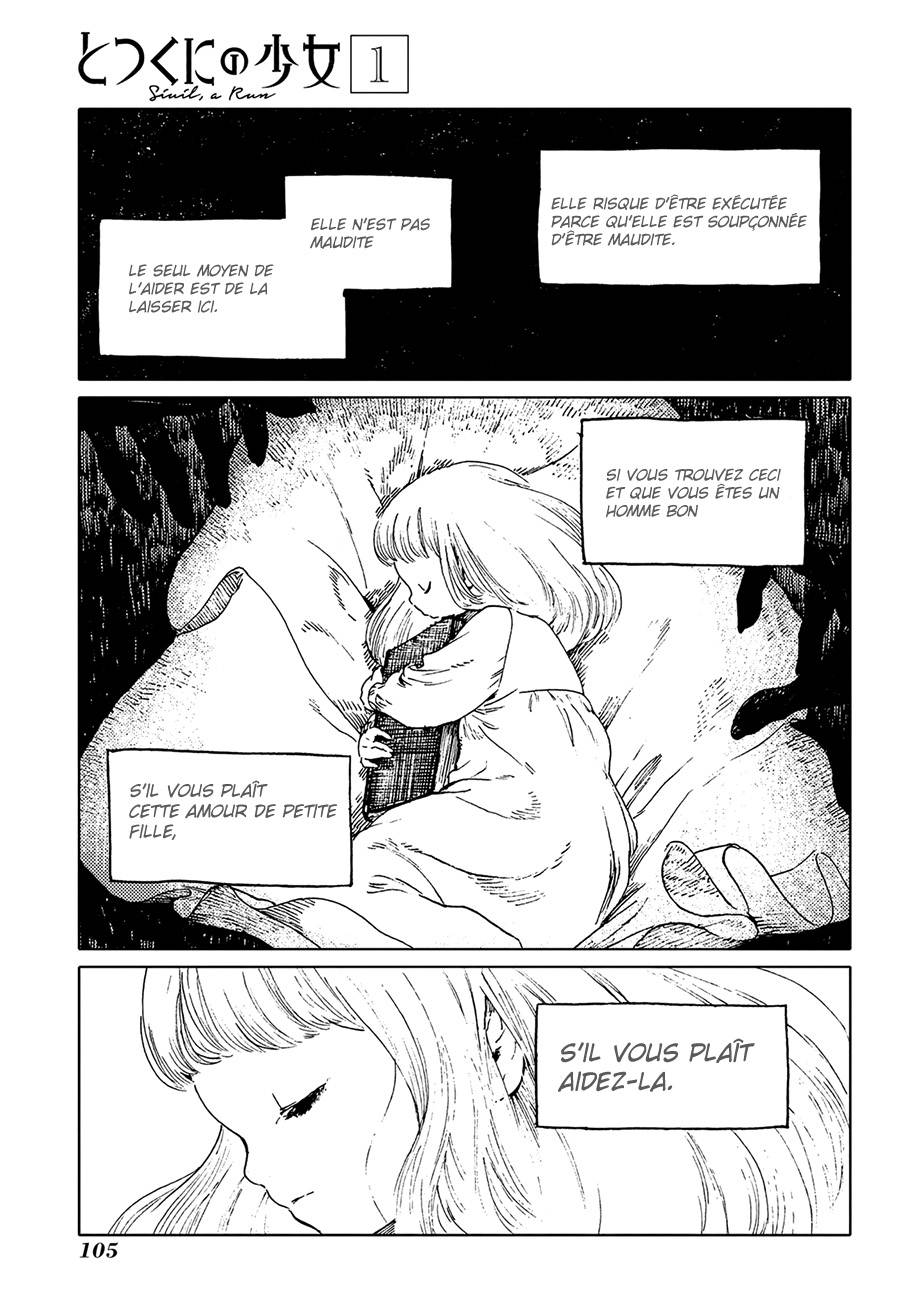 とつくにの少女 1
Siúil, a Run
ELLE RISQUE D'ÊTRE EXÉCUTÉE
PARCE QU'ELLE EST SOUPÇONNÉE
D'ÊTRE MAUDITE.
ELLE N'EST PAS
MAUDITE
LE SEUL MOYEN DE
L'AIDER EST DE LA
LAISSER ICI.
SI VOUS TROUVEZ CECI
ET QUE VOUS ÊTES UN
HOMME BON
S'IL VOUS PLAÎT
CETTE AMOUR DE PETITE
FILLE,
S'IL VOUS PLAÎT
AIDEZ-LA.
105